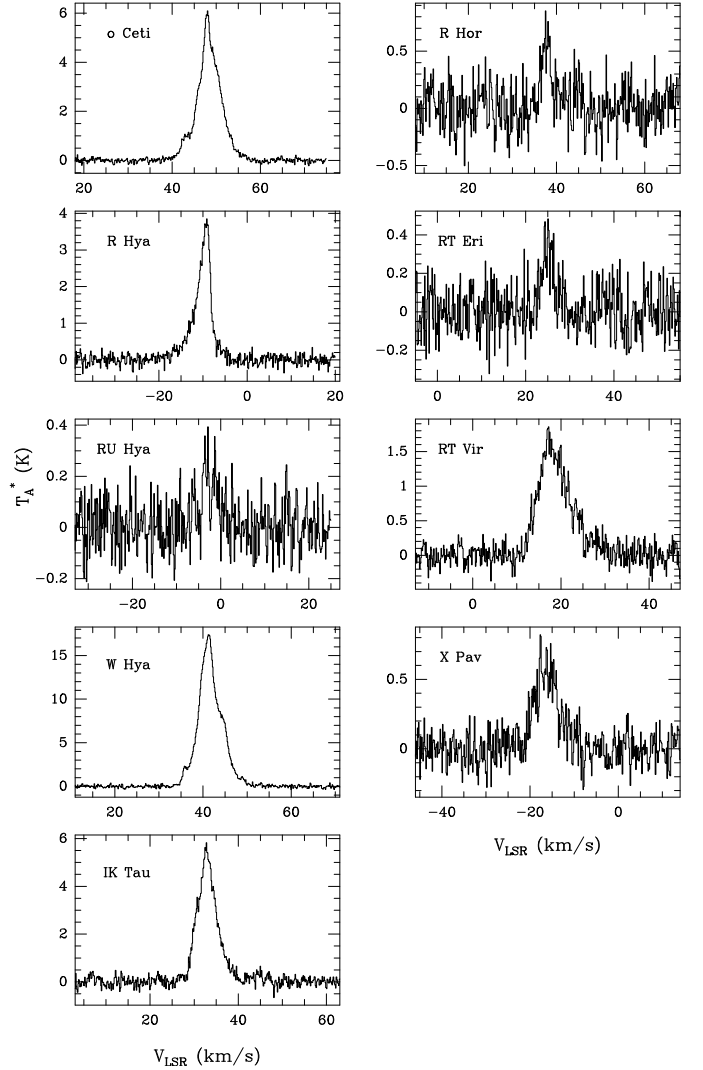 o Ceti
6
4
2
0
20 40 60
R Hor
0.5
0
−0.5
20 40 60
R Hya
4
3
2
1
0
−20 0 20
RT Eri
0.4
0.2
0
−0.2
0 20 40
RU Hya
0.4
0.2
0
−0.2
−20 0 20
T_A^* (K)
RT Vir
1.5
1
0.5
0
0 20 40
W Hya
15
10
5
0
20 40 60
X Pav
0.5
0
−40 −20 0
V_LSR (km/s)
IK Tau
6
4
2
0
20 40 60
V_LSR (km/s)